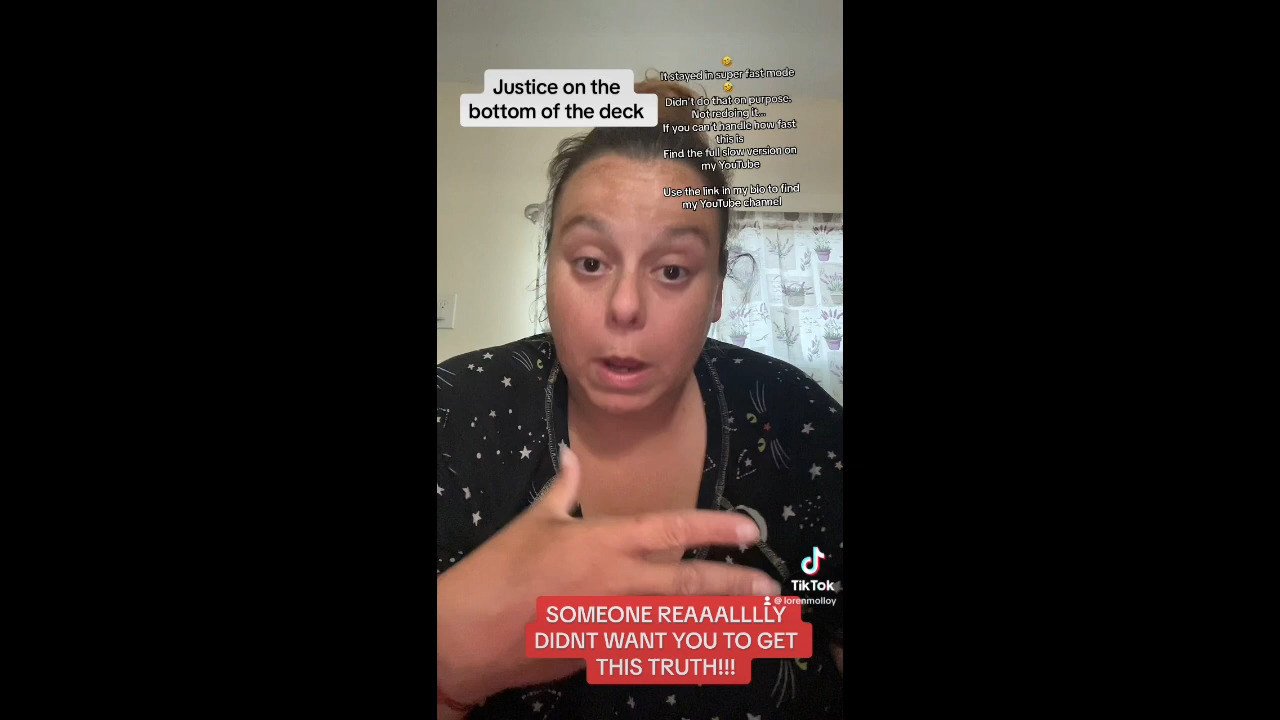 Justice on the
bottom of the deck
🤣
It stayed in super fast mode
🤣
Didn't do that on purpose.
Not redoing it...
If you can't handle how fast
this is
Find the full slow version on
my YouTube
Use the link in my bio to find
my YouTube channel
TikTok
@lorenmolloy
SOMEONE REAAALLLLY
DIDNT WANT YOU TO GET
THIS TRUTH!!!